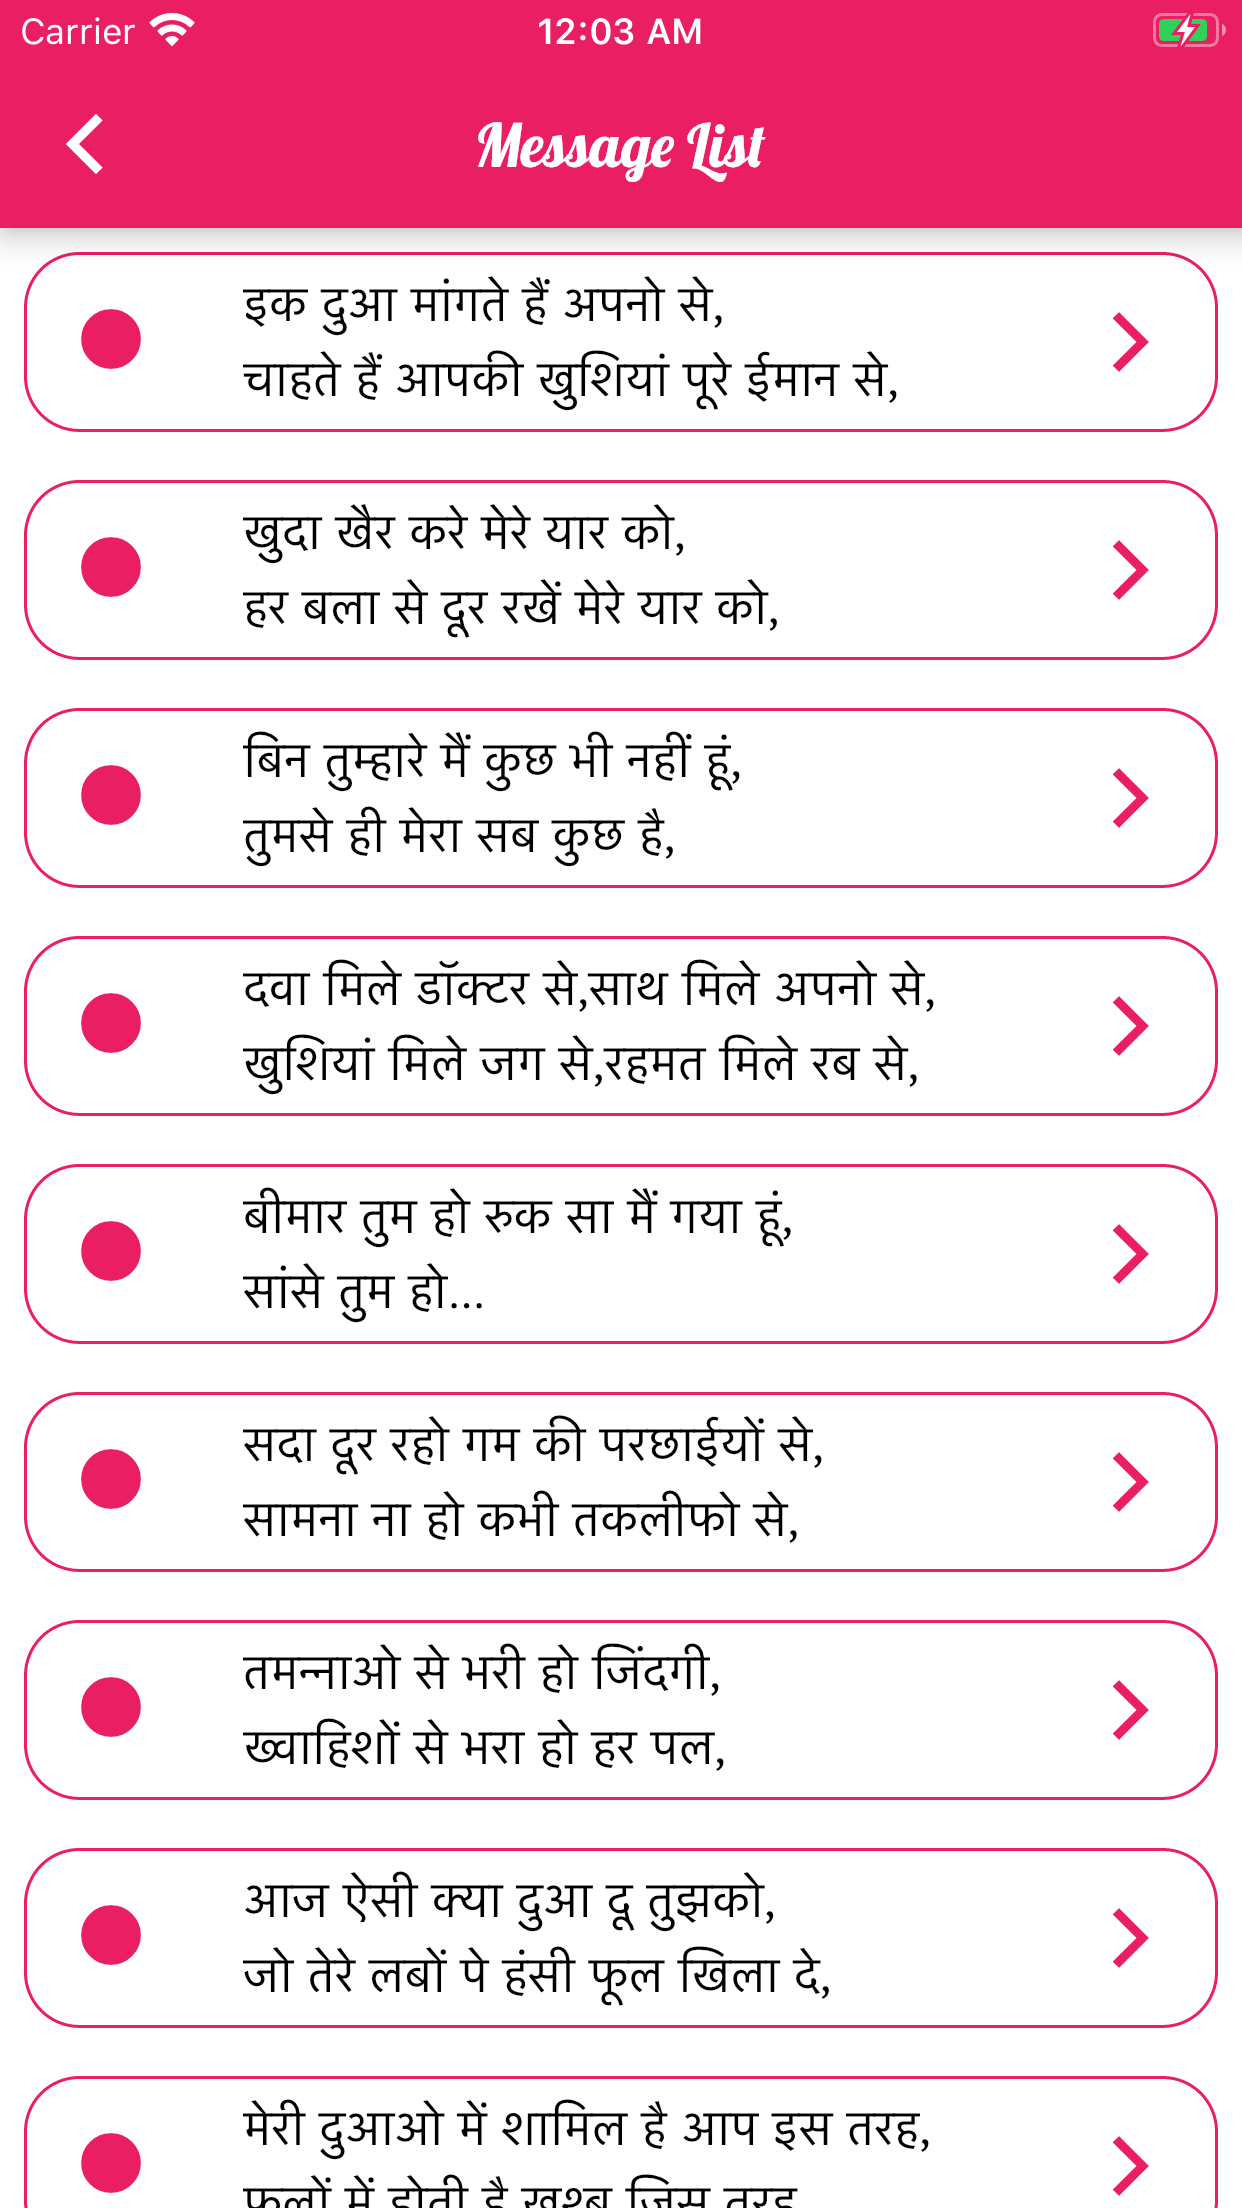 Carrier
12:03 AM
Message List
इक दुआ मांगते हैं अपनो से,
चाहते हैं आपकी खुशियां पूरे ईमान से,
खुदा खैर करे मेरे यार को,
हर बला से दूर रखें मेरे यार को,
बिन तुम्हारे मैं कुछ भी नहीं हूं,
तुमसे ही मेरा सब कुछ है,
दवा मिले डॉक्टर से,साथ मिले अपनो से,
खुशियां मिले जग से,रहमत मिले रब से,
बीमार तुम हो रुक सा मैं गया हूं,
सांसे तुम हो...
सदा दूर रहो गम की परछाईयों से,
सामना ना हो कभी तकलीफो से,
तमन्नाओ से भरी हो जिंदगी,
ख्वाहिशों से भरा हो हर पल,
आज ऐसी क्या दुआ दू तुझको,
जो तेरे लबों पे हंसी फूल खिला दे,
मेरी दुआओ में शामिल है आप इस तरह,
फूलों में होती है खुश्बू जिस तरह